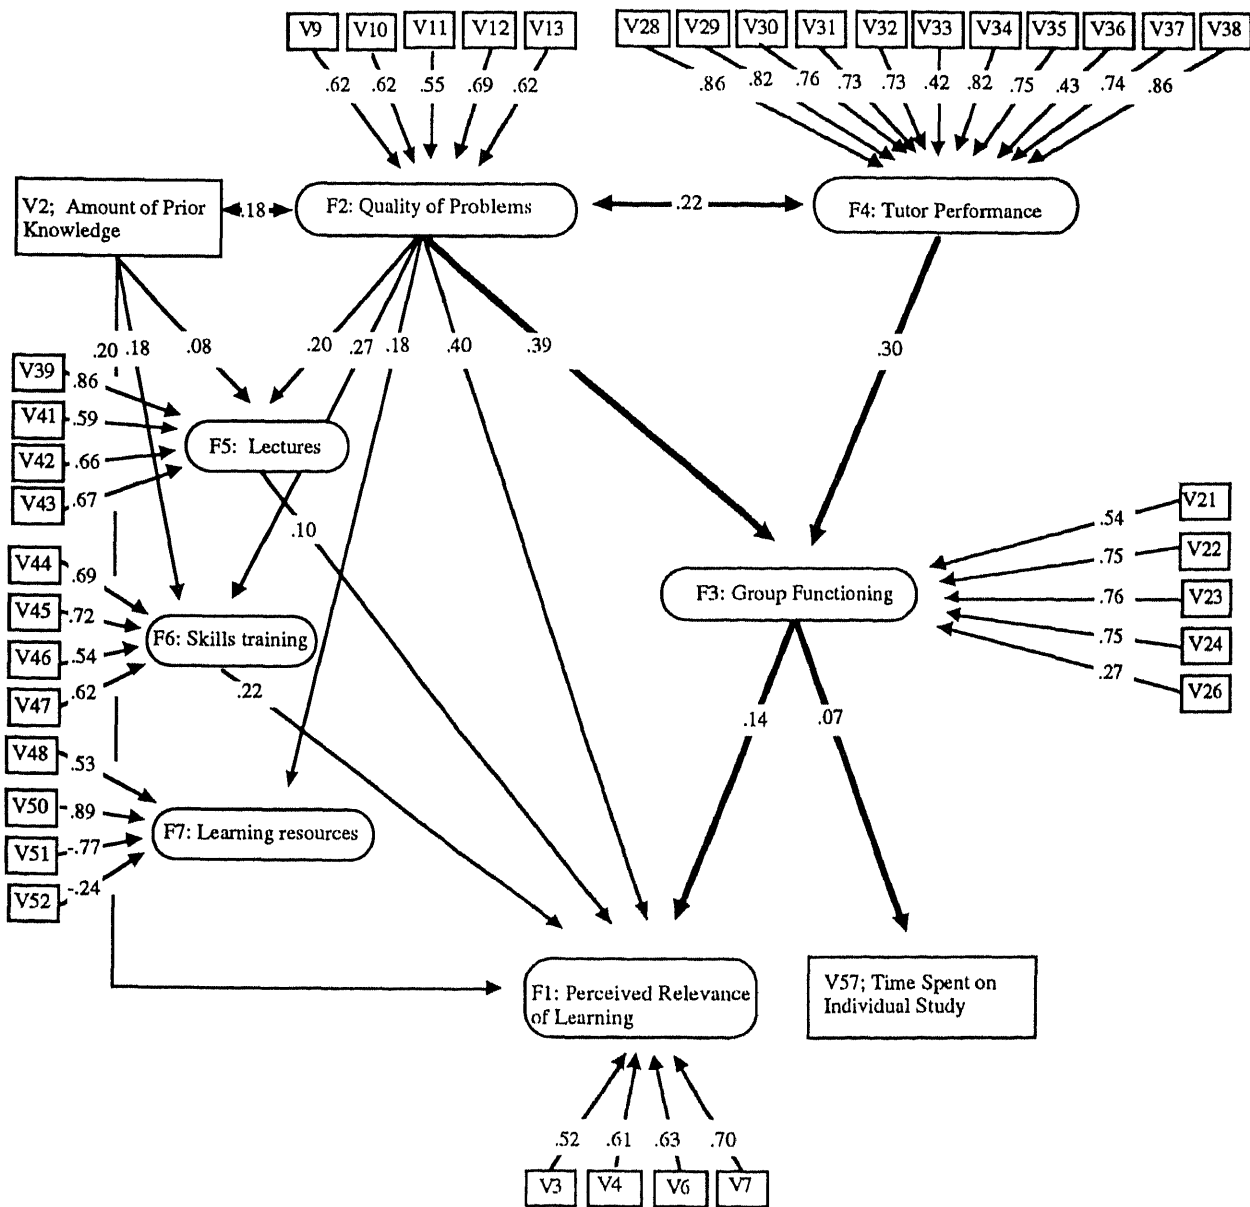 V9 V10 V11 V12 V13
V28 V29 V30 V31 V32 V33 V34 V35 V36 V37 V38
.62 .62 .55 .69 .62
.86 .82 .76 .73 .73 .42 .82 .75 .43 .74 .86
V2; Amount of Prior
Knowledge
.18
F2: Quality of Problems
.22
F4: Tutor Performance
.20 .18 .08 .20 .27 .18 .40 .39 .30
V39 .86
V41 .59
V42 .66
V43 .67
F5: Lectures
.10
V44 .69
V45 .72
V46 .54
V47 .62
F6: Skills training
.22
F3: Group Functioning
.54 V21
.75 V22
.76 V23
.75 V24
.27 V26
.14 .07
V48 .53
V50 -.89
V51 -.77
V52 -.24
F7: Learning resources
F1: Perceived Relevance
of Learning
V57; Time Spent on
Individual Study
.52 .61 .63 .70
V3 V4 V6 V7